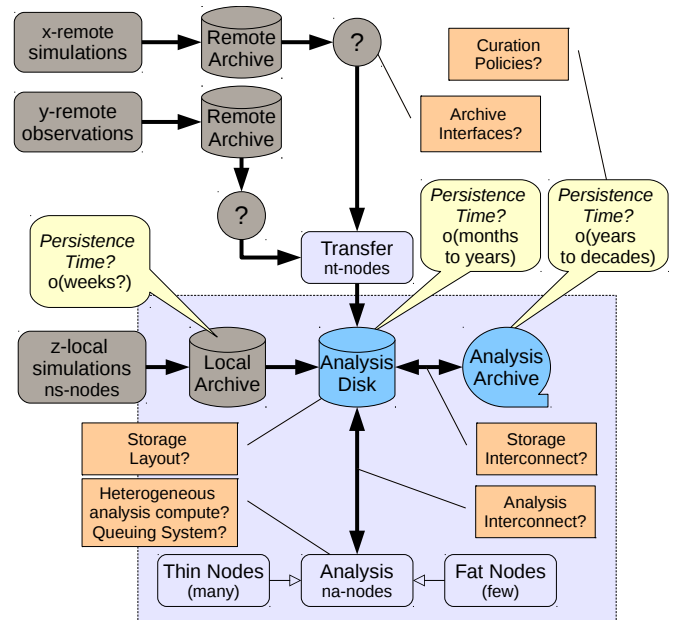 x-remote
simulations
Remote
Archive
?
Curation
Policies?
y-remote
observations
Remote
Archive
Archive
Interfaces?
?
Persistence
Time?
o(weeks?)
Transfer
nt-nodes
Persistence
Time?
o(months
to years)
Persistence
Time?
o(years
to decades)
z-local
simulations
ns-nodes
Local
Archive
Analysis
Disk
Analysis
Archive
Storage
Layout?
Storage
Interconnect?
Heterogeneous
analysis compute?
Queuing System?
Analysis
Interconnect?
Thin Nodes
(many)
Analysis
na-nodes
Fat Nodes
(few)